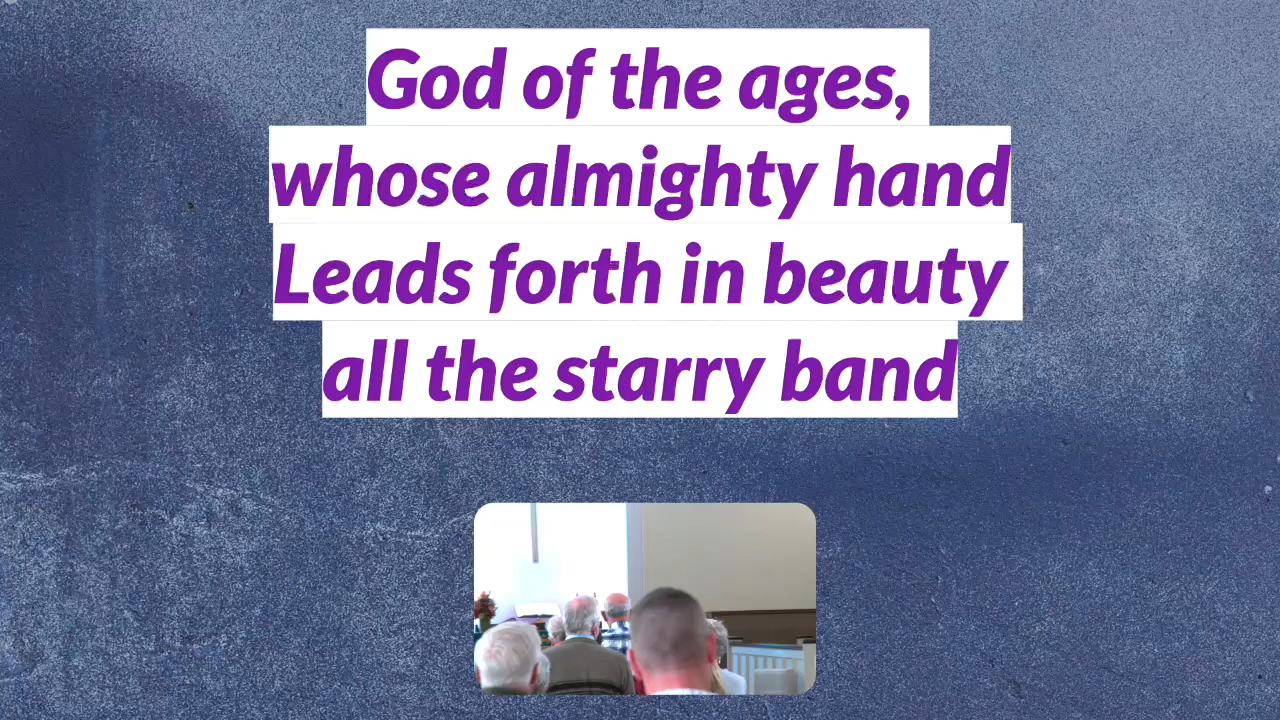 God of the ages,
whose almighty hand
Leads forth in beauty
all the starry band